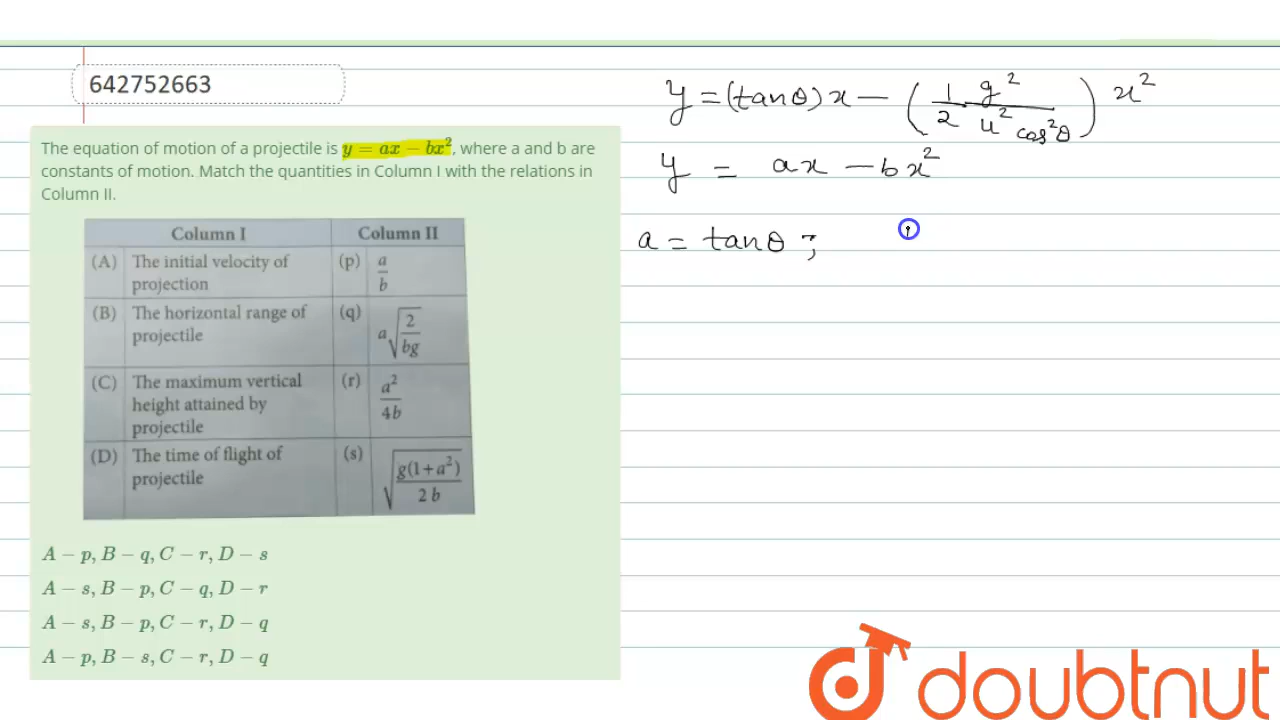 642752663
The equation of motion of a projectile is y = ax − bx², where a and b are
constants of motion. Match the quantities in Column I with the relations in
Column II.
Column I Column II
(A) The initial velocity of projection (p) a/b
(B) The horizontal range of projectile (q) a√(2/bg)
(C) The maximum vertical height attained by projectile (r) a²/4b
(D) The time of flight of projectile (s) √(g(1+a²)/2b)
A − p, B − q, C − r, D − s
A − s, B − p, C − q, D − r
A − s, B − p, C − r, D − q
A − p, B − s, C − r, D − q
y = (tanθ)x − (1/2 g²/u² cos²θ) x²
y = ax − bx²
a = tanθ ;
doubtnut